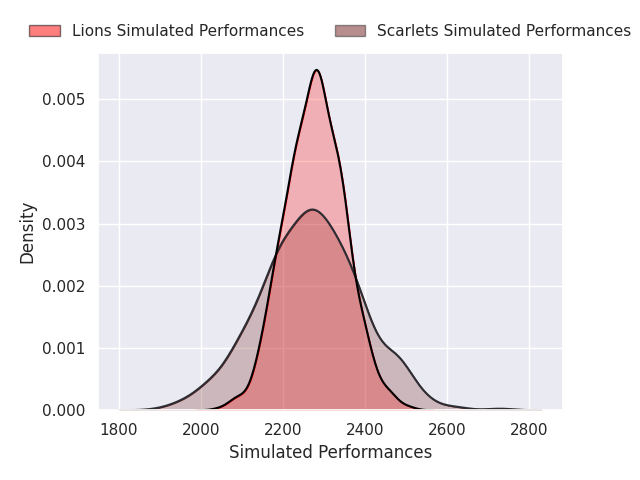 Lions Simulated Performances Scarlets Simulated Performances
0.005
0.004
0.003
0.002
0.001
0.000
Density
1800 2000 2200 2400 2600 2800
Simulated Performances